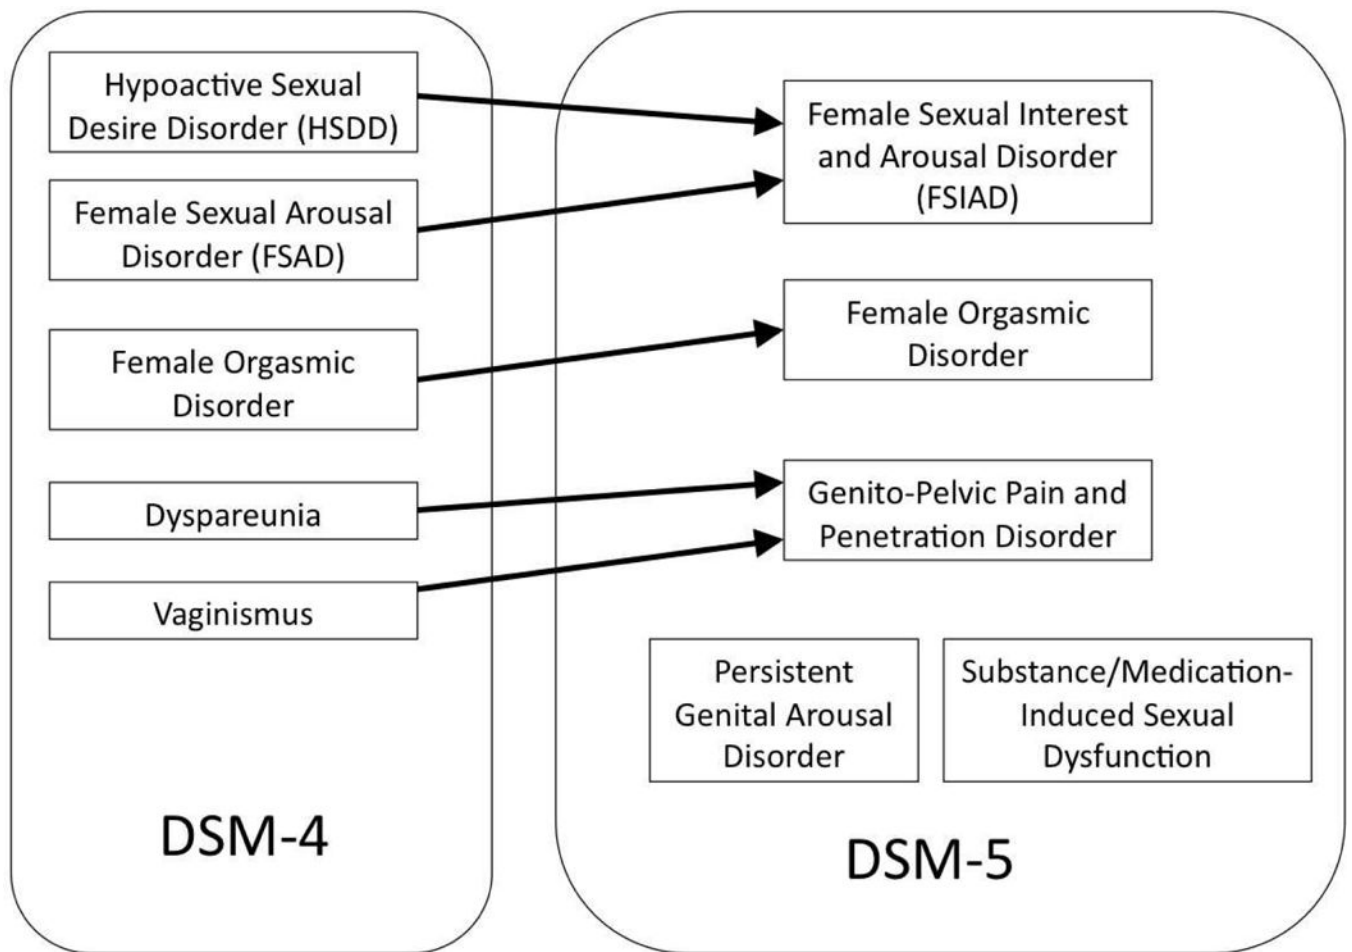 Hypoactive Sexual
Desire Disorder (HSDD)
Female Sexual Arousal
Disorder (FSAD)
Female Orgasmic
Disorder
Dyspareunia
Vaginismus
DSM-4
Female Sexual Interest
and Arousal Disorder
(FSIAD)
Female Orgasmic
Disorder
Genito-Pelvic Pain and
Penetration Disorder
Persistent
Genital Arousal
Disorder
Substance/Medication-
Induced Sexual
Dysfunction
DSM-5